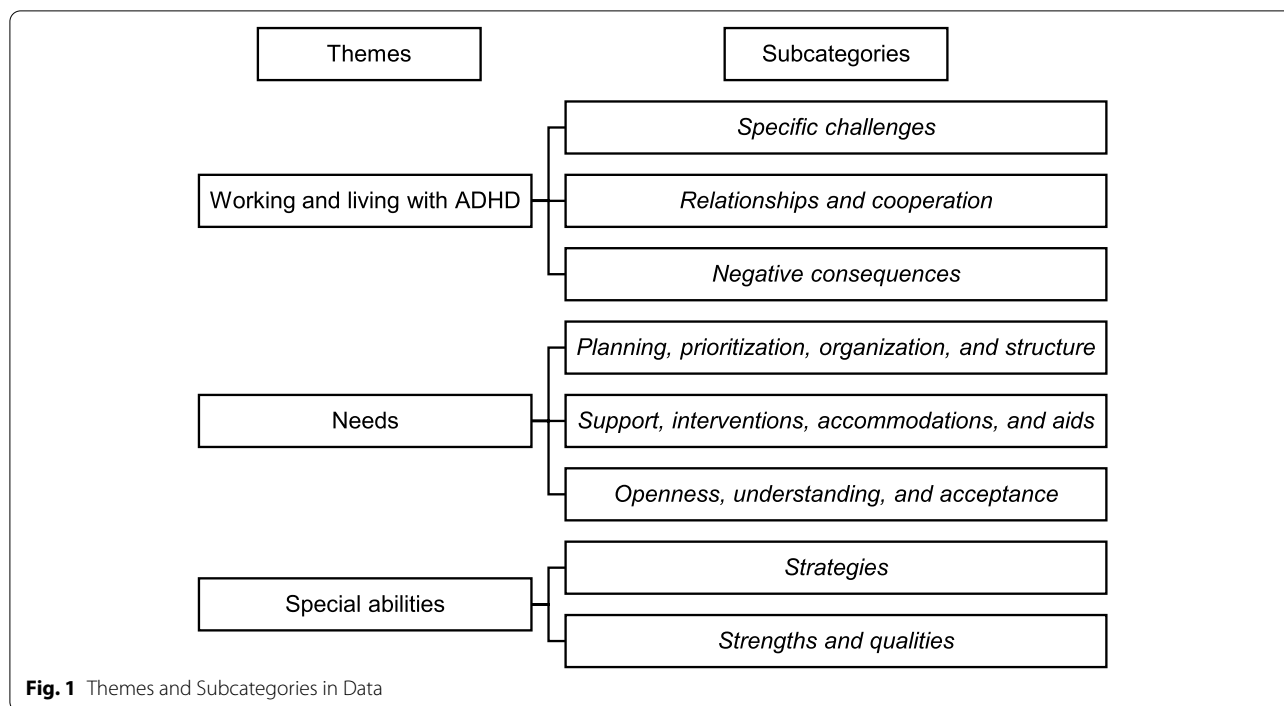 Themes
Subcategories
Working and living with ADHD
Specific challenges
Relationships and cooperation
Negative consequences
Needs
Planning, prioritization, organization, and structure
Support, interventions, accommodations, and aids
Openness, understanding, and acceptance
Special abilities
Strategies
Strengths and qualities
Fig. 1 Themes and Subcategories in Data